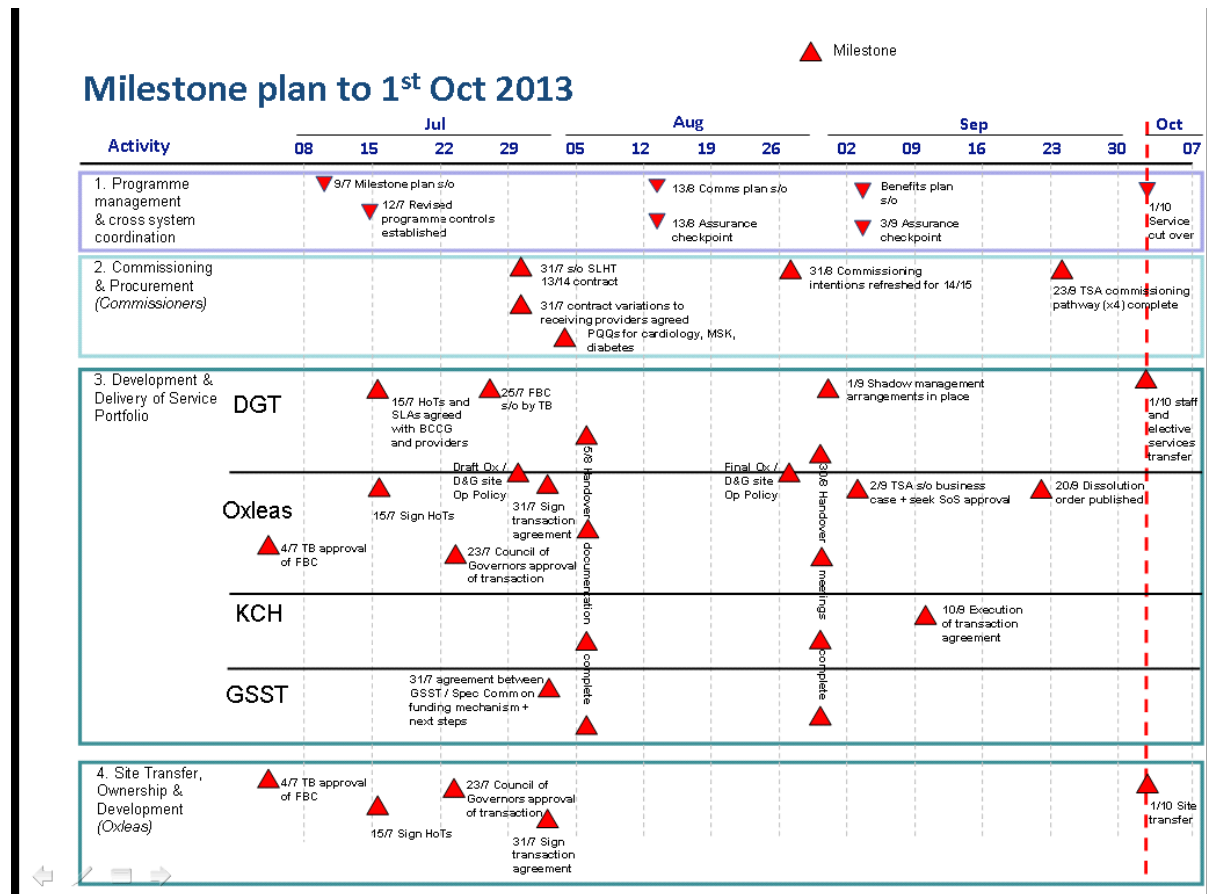 Milestone
Milestone plan to 1st Oct 2013
Jul
Aug
Sep
Oct
Activity
08 15 22 29 05 12 19 26 02 09 16 23 30 07
1. Programme
management
& cross system
coordination
9/7 Milestone plan s/o
12/7 Revised
programme controls
established
13/8 Comms plan s/o
13/8 Assurance
checkpoint
Benefits plan
s/o
3/9 Assurance
checkpoint
1/10
Service
cut over
2. Commissioning
& Procurement
(Commissioners)
31/7 s/o SLHT
13/14 contract
31/7 contract variations to
receiving providers agreed
PQQs for cardiology, MSK,
diabetes
31/8 Commissioning
intentions refreshed for 14/15
23/9 TSA commissioning
pathway (x4) complete
3. Development &
Delivery of Service
Portfolio
DGT
15/7 HoTs and
SLAs agreed
with BCCG
and providers
25/7 FBC
s/o by TB
1/9 Shadow management
arrangements in place
1/10 staff
and
elective
services
transfer
5/8 Handover documentation complete
30/8 Handover meetings complete
Oxleas
4/7 TB approval
of FBC
15/7 Sign HoTs
23/7 Council of
Governors approval
of transaction
Draft Ox /
D&G site
Op Policy
31/7 Sign
transaction
agreement
Final Ox /
D&G site
Op Policy
2/9 TSA s/o business
case + seek SoS approval
20/9 Dissolution
order published
KCH
10/9 Execution
of transaction
agreement
GSST
31/7 agreement between
GSST / Spec Common
funding mechanism +
next steps
4. Site Transfer,
Ownership &
Development
(Oxleas)
4/7 TB approval
of FBC
15/7 Sign HoTs
23/7 Council of
Governors approval
of transaction
31/7 Sign
transaction
agreement
1/10 Site
transfer